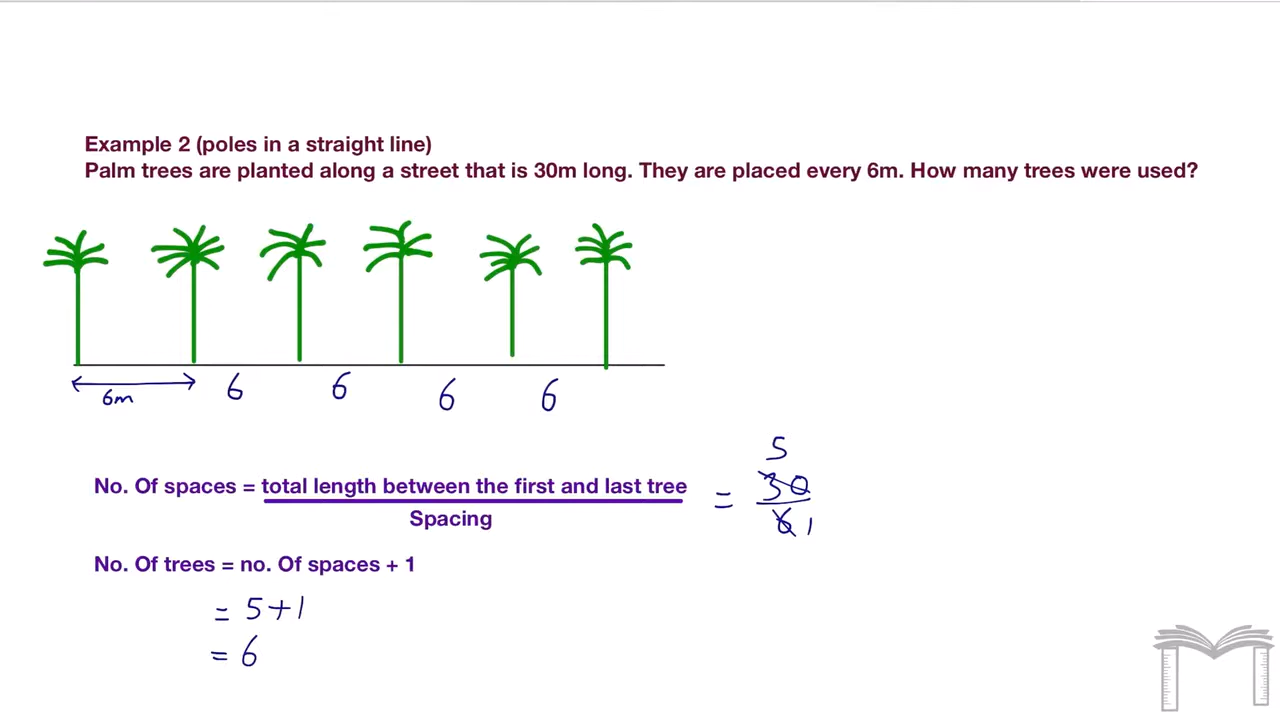 Example 2 (poles in a straight line)
Palm trees are planted along a street that is 30m long. They are placed every 6m. How many trees were used?
6m 6 6 6 6
5
No. Of spaces = total length between the first and last tree = 30
Spacing 6 1
No. Of trees = no. Of spaces + 1
= 5+1
= 6